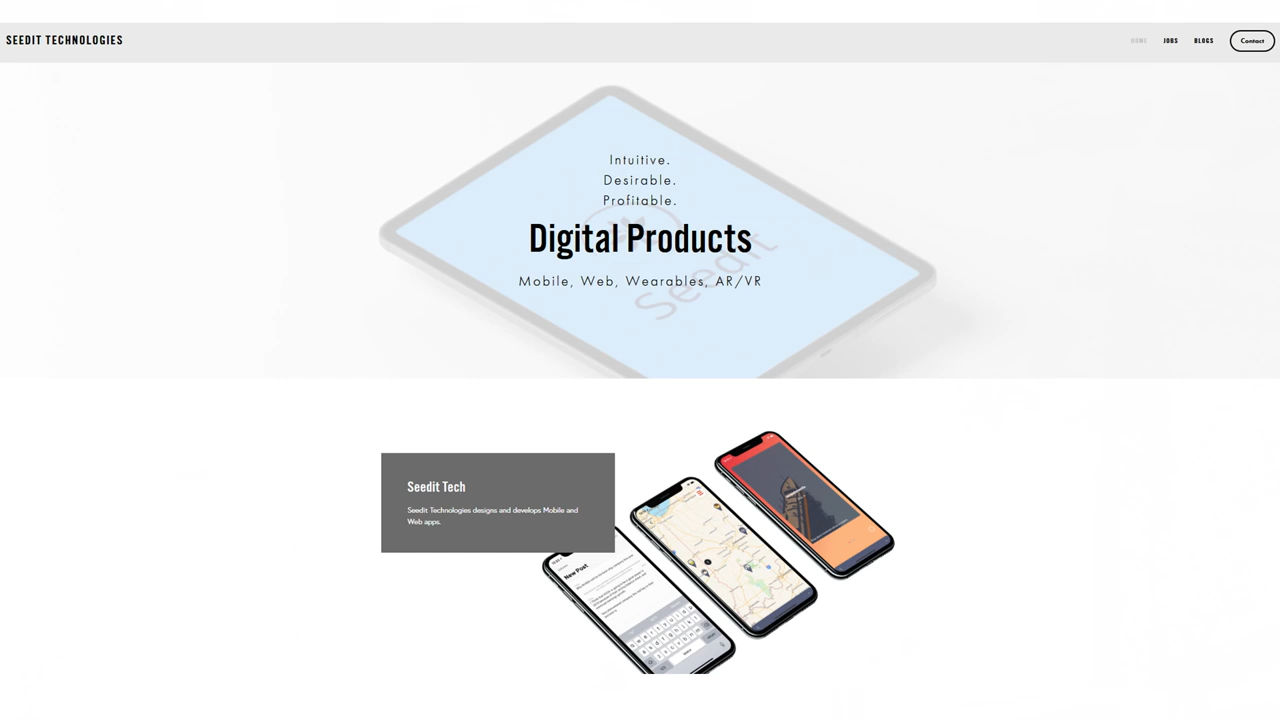 SEEDIT TECHNOLOGIES
HOME JOBS BLOGS Contact
Intuitive.
Desirable.
Profitable.
Digital Products
Mobile, Web, Wearables, AR/VR
Seedit
Seedit Tech
Seedit Technologies designs and develops Mobile and
Web apps.
New Post